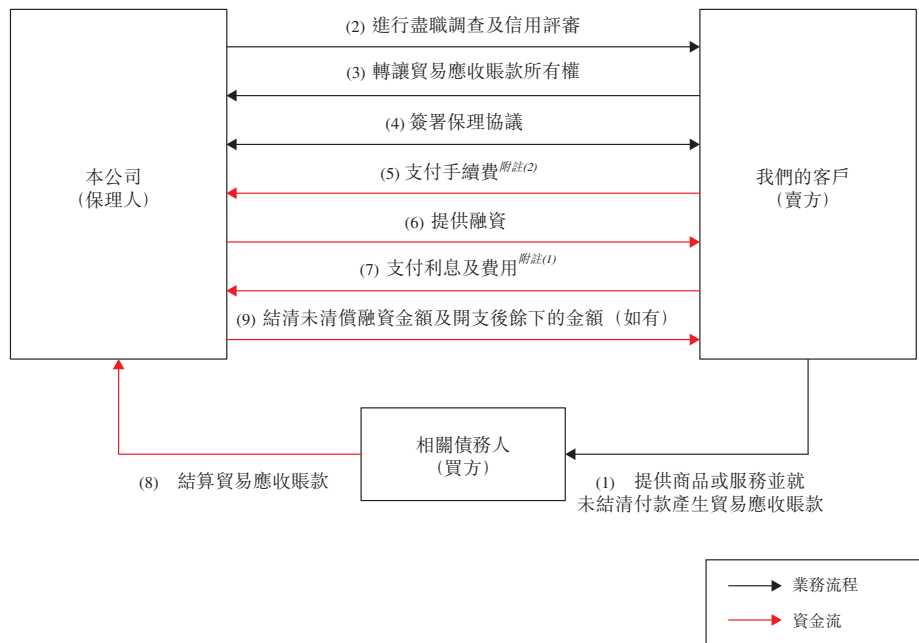 (2) 進行盡職調查及信用評審
(3) 轉讓貿易應收賬款所有權
(4) 簽署保理協議
本公司
（保理人）
(5) 支付手續費附註(2)
我們的客戶
（賣方）
(6) 提供融資
(7) 支付利息及費用附註(1)
(9) 結清未清償融資金額及開支後餘下的金額（如有）
相關債務人
（買方）
(8) 結算貿易應收賬款
(1) 提供商品或服務並就
未結清付款產生貿易應收賬款
業務流程
資金流